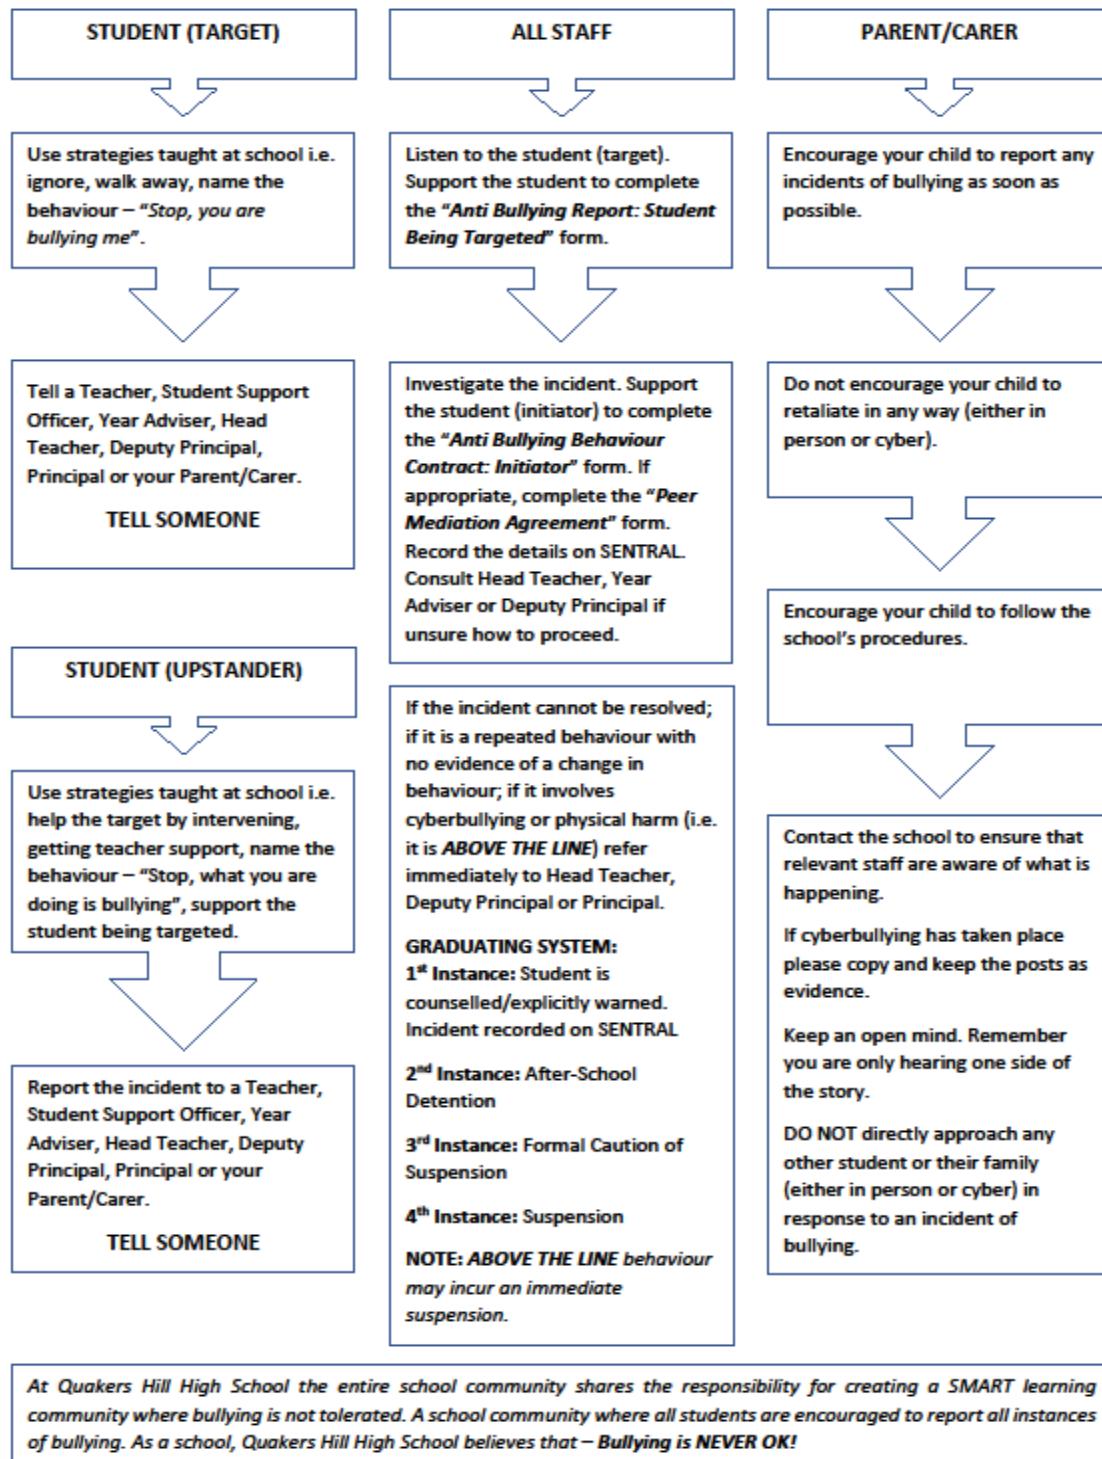 STUDENT (TARGET)
Use strategies taught at school i.e.
ignore, walk away, name the
behaviour – “Stop, you are
bullying me”.
Tell a Teacher, Student Support
Officer, Year Adviser, Head
Teacher, Deputy Principal,
Principal or your Parent/Carer.
TELL SOMEONE
STUDENT (UPSTANDER)
Use strategies taught at school i.e.
help the target by intervening,
getting teacher support, name the
behaviour – “Stop, what you are
doing is bullying”, support the
student being targeted.
Report the incident to a Teacher,
Student Support Officer, Year
Adviser, Head Teacher, Deputy
Principal, Principal or your
Parent/Carer.
TELL SOMEONE
ALL STAFF
Listen to the student (target).
Support the student to complete
the “Anti Bullying Report: Student
Being Targeted” form.
Investigate the incident. Support
the student (initiator) to complete
the “Anti Bullying Behaviour
Contract: Initiator” form. If
appropriate, complete the “Peer
Mediation Agreement” form.
Record the details on SENTRAL.
Consult Head Teacher, Year
Adviser or Deputy Principal if
unsure how to proceed.
If the incident cannot be resolved;
if it is a repeated behaviour with
no evidence of a change in
behaviour; if it involves
cyberbullying or physical harm (i.e.
it is ABOVE THE LINE) refer
immediately to Head Teacher,
Deputy Principal or Principal.
GRADUATING SYSTEM:
1st Instance: Student is
counselled/explicitly warned.
Incident recorded on SENTRAL
2nd Instance: After-School
Detention
3rd Instance: Formal Caution of
Suspension
4th Instance: Suspension
NOTE: ABOVE THE LINE behaviour
may incur an immediate
suspension.
PARENT/CARER
Encourage your child to report any
incidents of bullying as soon as
possible.
Do not encourage your child to
retaliate in any way (either in
person or cyber).
Encourage your child to follow the
school’s procedures.
Contact the school to ensure that
relevant staff are aware of what is
happening.
If cyberbullying has taken place
please copy and keep the posts as
evidence.
Keep an open mind. Remember
you are only hearing one side of
the story.
DO NOT directly approach any
other student or their family
(either in person or cyber) in
response to an incident of
bullying.
At Quakers Hill High School the entire school community shares the responsibility for creating a SMART learning
community where bullying is not tolerated. A school community where all students are encouraged to report all instances
of bullying. As a school, Quakers Hill High School believes that – Bullying is NEVER OK!